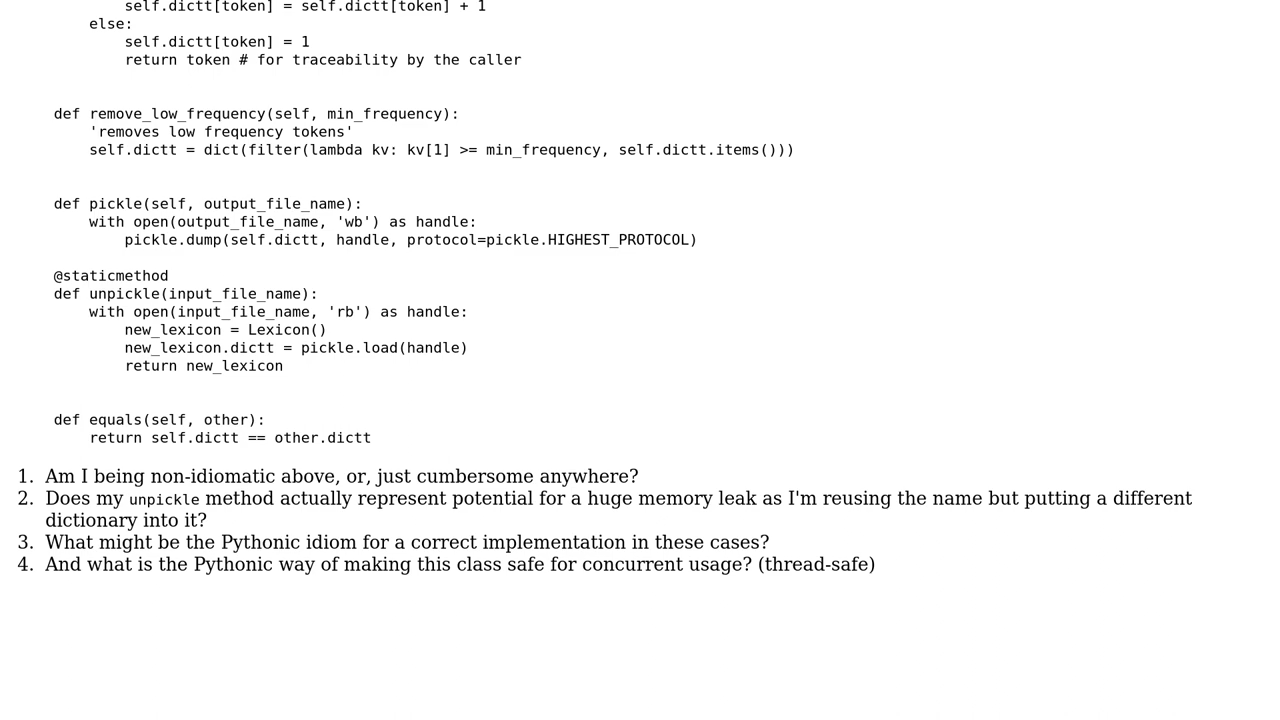 self.dictt[token] = self.dictt[token] + 1
else:
self.dictt[token] = 1
return token # for traceability by the caller
def remove_low_frequency(self, min_frequency):
'removes low frequency tokens'
self.dictt = dict(filter(lambda kv: kv[1] >= min_frequency, self.dictt.items()))
def pickle(self, output_file_name):
with open(output_file_name, 'wb') as handle:
pickle.dump(self.dictt, handle, protocol=pickle.HIGHEST_PROTOCOL)
@staticmethod
def unpickle(input_file_name):
with open(input_file_name, 'rb') as handle:
new_lexicon = Lexicon()
new_lexicon.dictt = pickle.load(handle)
return new_lexicon
def equals(self, other):
return self.dictt == other.dictt
1. Am I being non-idiomatic above, or, just cumbersome anywhere?
2. Does my unpickle method actually represent potential for a huge memory leak as I'm reusing the name but putting a different
dictionary into it?
3. What might be the Pythonic idiom for a correct implementation in these cases?
4. And what is the Pythonic way of making this class safe for concurrent usage? (thread-safe)